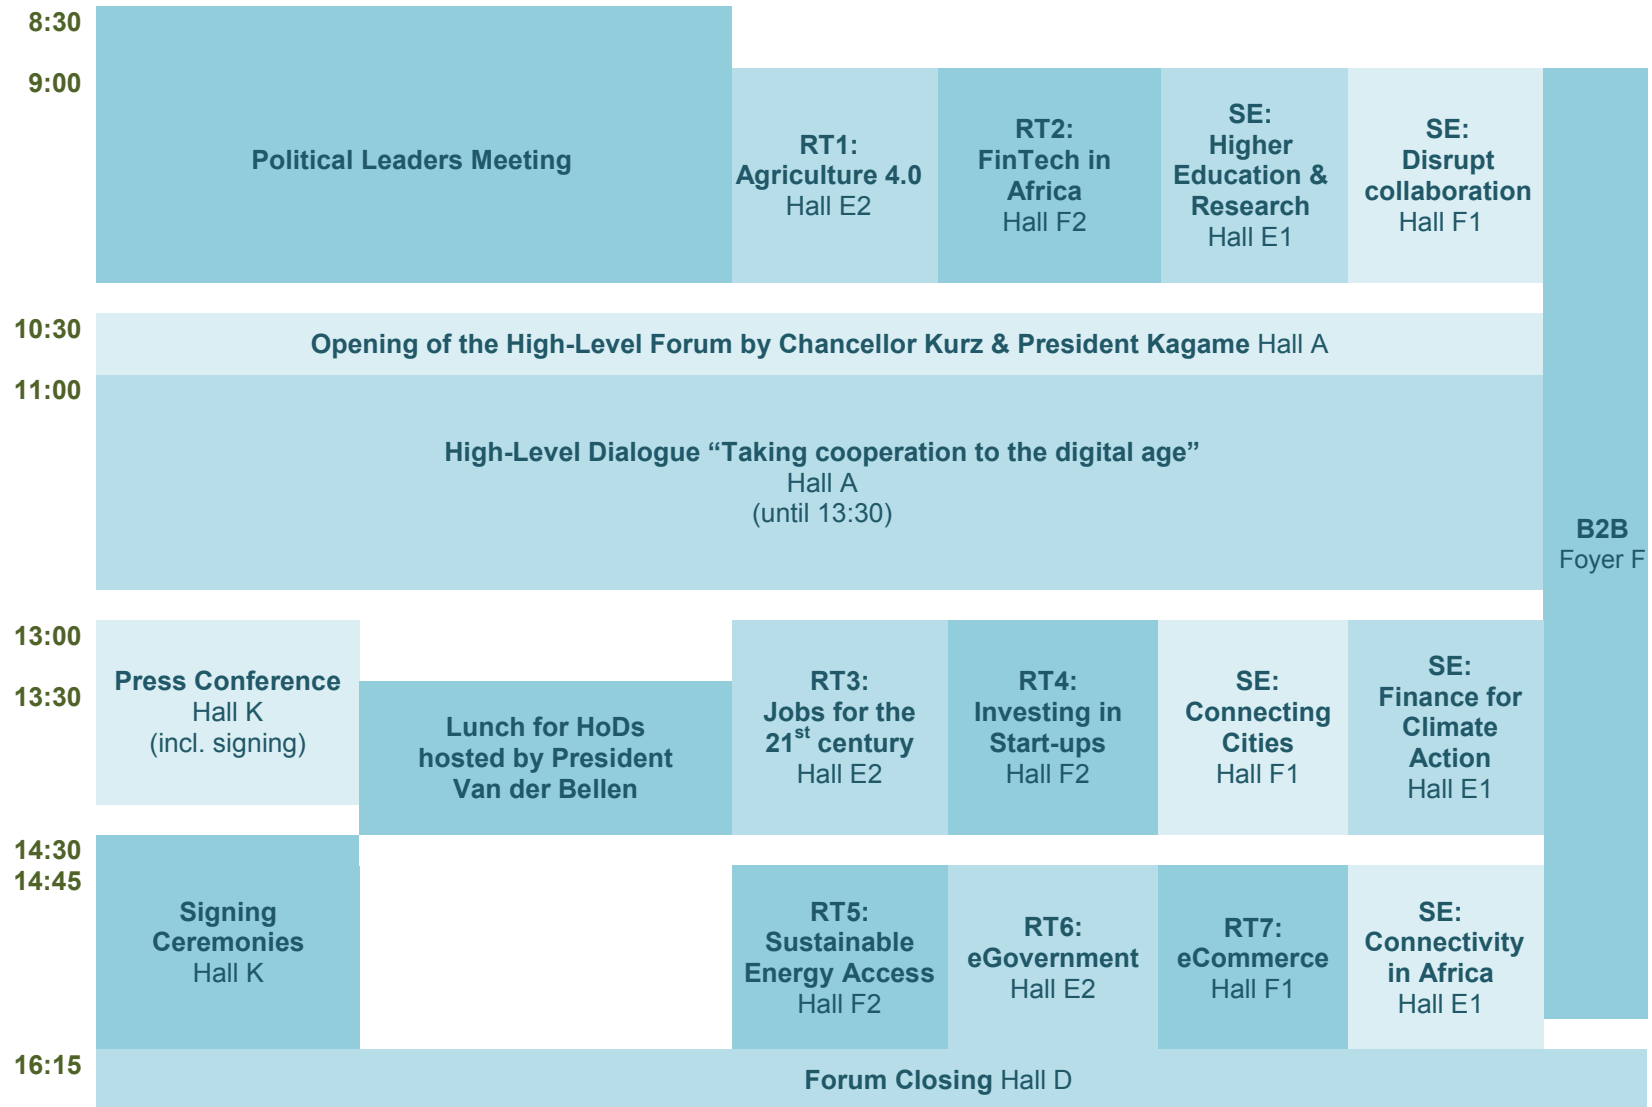 8:30
9:00
Political Leaders Meeting
RT1:
Agriculture 4.0
Hall E2
RT2:
FinTech in
Africa
Hall F2
SE:
Higher
Education &
Research
Hall E1
SE:
Disrupt
collaboration
Hall F1
10:30
Opening of the High-Level Forum by Chancellor Kurz & President Kagame Hall A
11:00
High-Level Dialogue “Taking cooperation to the digital age”
Hall A
(until 13:30)
B2B
Foyer F
13:00
13:30
Press Conference
Hall K
(incl. signing)
Lunch for HoDs
hosted by President
Van der Bellen
RT3:
Jobs for the
21st century
Hall E2
RT4:
Investing in
Start-ups
Hall F2
SE:
Connecting
Cities
Hall F1
SE:
Finance for
Climate
Action
Hall E1
14:30
14:45
Signing
Ceremonies
Hall K
RT5:
Sustainable
Energy Access
Hall F2
RT6:
eGovernment
Hall E2
RT7:
eCommerce
Hall F1
SE:
Connectivity
in Africa
Hall E1
16:15
Forum Closing Hall D